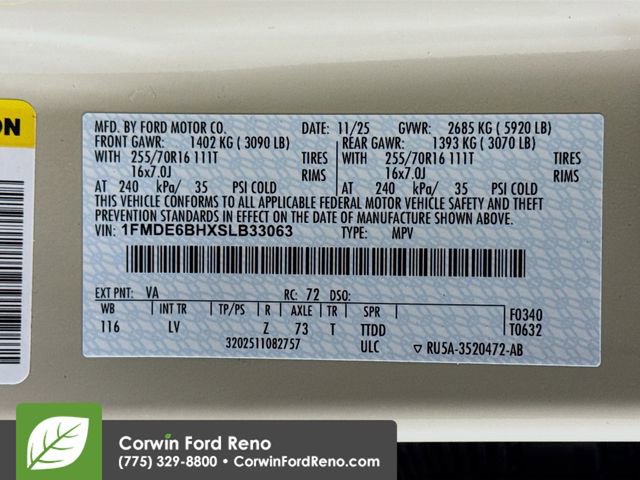 ON
MFD. BY FORD MOTOR CO. DATE: 11/25 GVWR: 2685 KG ( 5920 LB)
FRONT GAWR: 1402 KG ( 3090 LB) REAR GAWR: 1393 KG ( 3070 LB)
WITH 255/70R16 111T TIRES WITH 255/70R16 111T TIRES
16x7.0J RIMS 16x7.0J RIMS
AT 240 kPa/ 35 PSI COLD AT 240 kPa/ 35 PSI COLD
THIS VEHICLE CONFORMS TO ALL APPLICABLE FEDERAL MOTOR VEHICLE SAFETY AND THEFT
PREVENTION STANDARDS IN EFFECT ON THE DATE OF MANUFACTURE SHOWN ABOVE.
VIN: 1FMDE6BHXSLB33063 TYPE: MPV
EXT PNT: VA RC: 72 DSO:
WB INT TR TP/PS R AXLE TR SPR F0340
116 LV Z 73 T TTDD T0632
3202511082757 ULC ▽ RU5A-3520472-AB
Corwin Ford Reno
(775) 329-8800 • CorwinFordReno.com